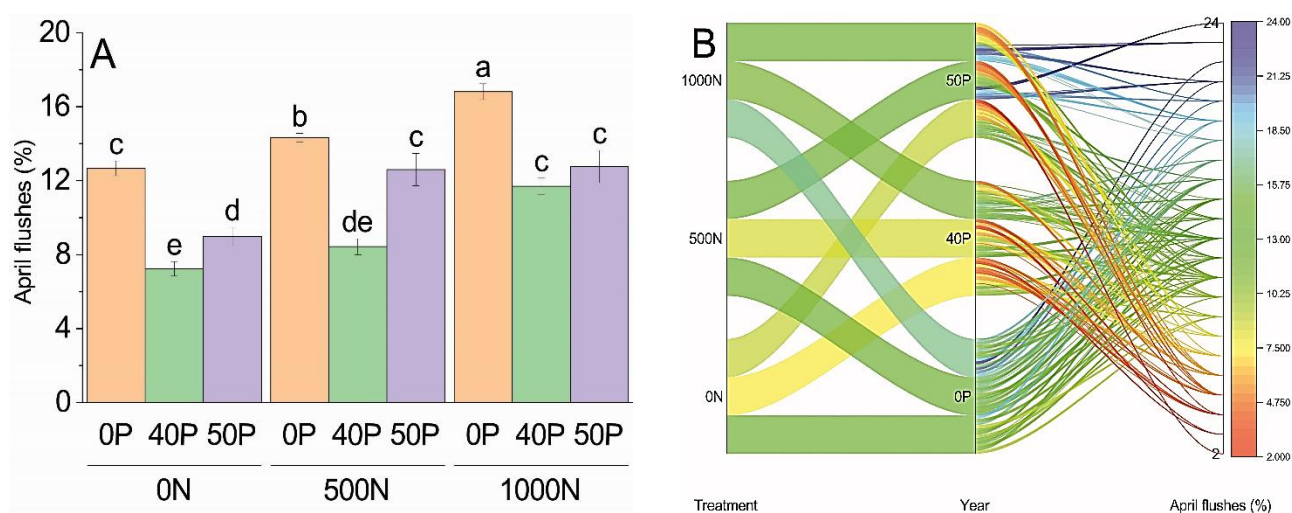 A
April flushes (%)
20
16
12
8
4
0
c
e
d
b
de
c
a
c
c
0P 40P 50P 0P 40P 50P 0P 40P 50P
0N 500N 1000N
B
1000N
500N
0N
50P
40P
0P
24
2
24.00
21.25
18.50
15.75
13.00
10.25
7.500
4.750
2.000
Treatment Year April flushes (%)